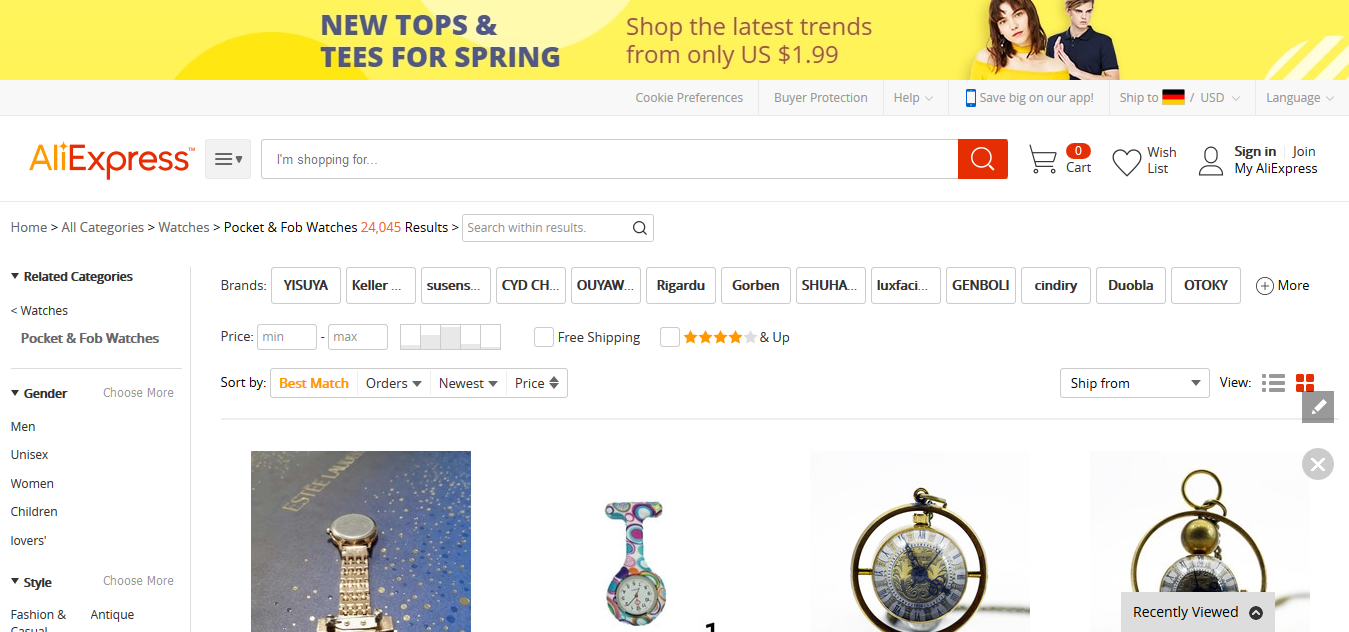 NEW TOPS &
TEES FOR SPRING
Shop the latest trends
from only US $1.99
Cookie Preferences
Buyer Protection
Help
Save big on our app!
Ship to / USD
Language
AliExpress™
I'm shopping for...
0
Cart
Wish
List
Sign in | Join
My AliExpress
Home > All Categories > Watches > Pocket & Fob Watches 24,045 Results >
Search within results.
Related Categories
< Watches
Pocket & Fob Watches
Gender
Choose More
Men
Unisex
Women
Children
lovers'
Style
Choose More
Fashion &
Casual
Antique
Brands:
YISUYA
Keller ...
susens...
CYD CH...
OUYAW...
Rigardu
Gorben
SHUHA...
luxfaci...
GENBOLI
cindiry
Duobla
OTOKY
More
Price:
min
-
max
Free Shipping
& Up
Sort by:
Best Match
Orders
Newest
Price
Ship from
View:
ESTĒE LAUDER
1
Recently Viewed